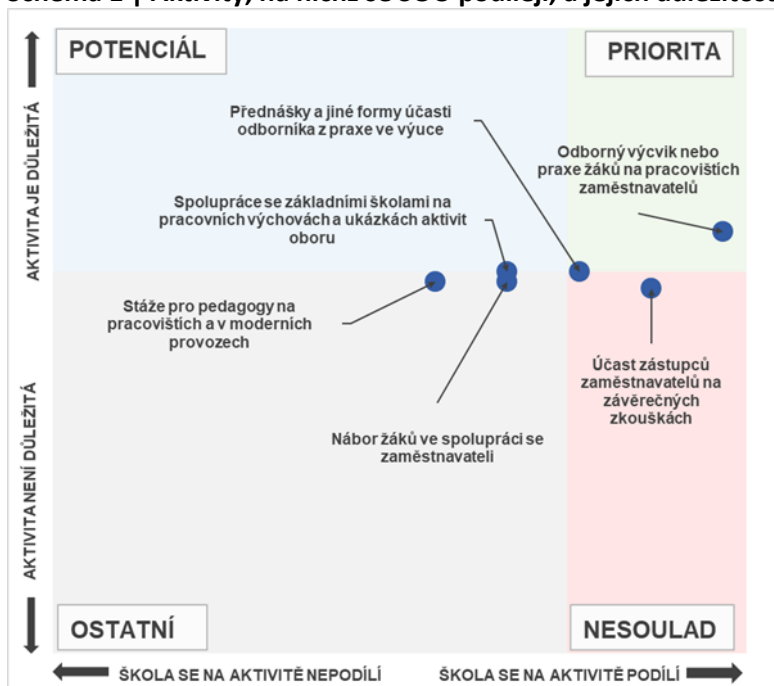 POTENCIÁL
PRIORITA
Přednášky a jiné formy účasti
odborníka z praxe ve výuce
Odborný výcvik nebo
praxe žáků na pracovištích
zaměstnavatelů
Spolupráce se základními školami na
pracovních výchovách a ukázkách aktivit
oboru
Stáže pro pedagogy na
pracovištích a v moderních
provozech
Účast zástupců
zaměstnavatelů na
závěrečných
zkouškách
Nábor žáků ve spolupráci se
zaměstnavateli
OSTATNÍ
NESOULAD
AKTIVITA JE DŮLEŽITÁ
AKTIVITA NENÍ DŮLEŽITÁ
ŠKOLA SE NA AKTIVITĚ NEPODÍLÍ
ŠKOLA SE NA AKTIVITĚ PODÍLÍ